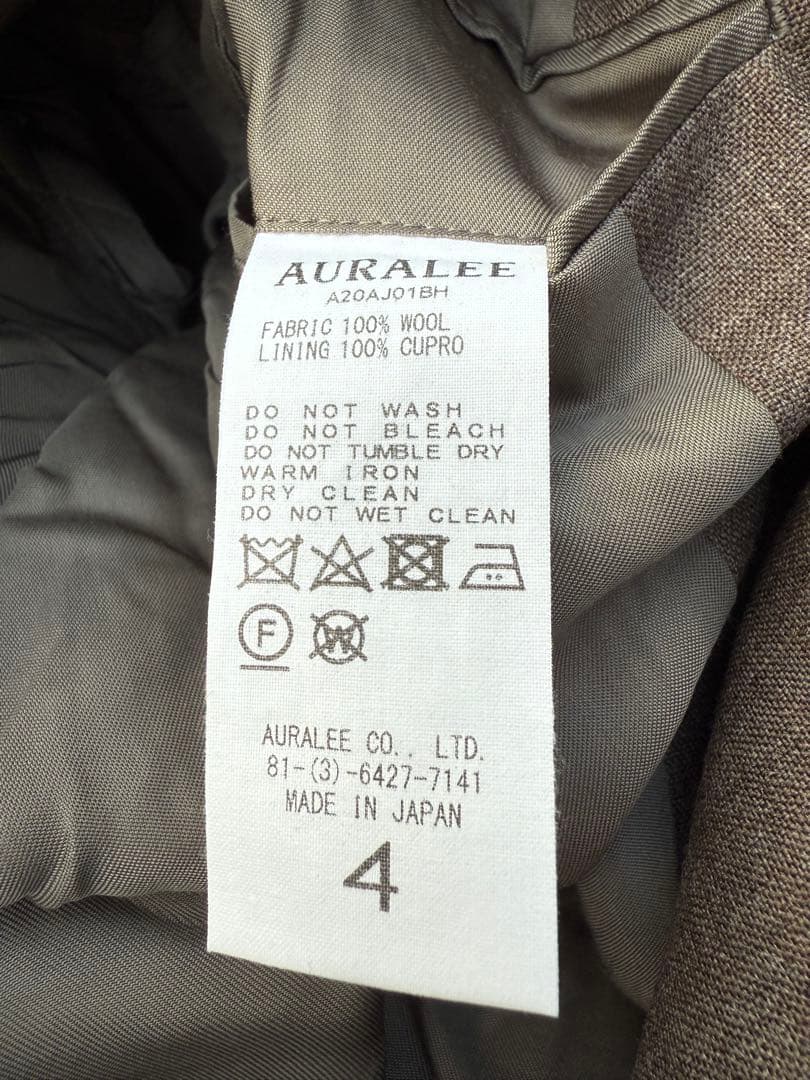 AURALEE
A20AJ01BH
FABRIC 100% WOOL
LINING 100% CUPRO
DO NOT WASH
DO NOT BLEACH
DO NOT TUMBLE DRY
WARM IRON
DRY CLEAN
DO NOT WET CLEAN
F W
AURALEE CO., LTD.
81-(3)-6427-7141
MADE IN JAPAN
4